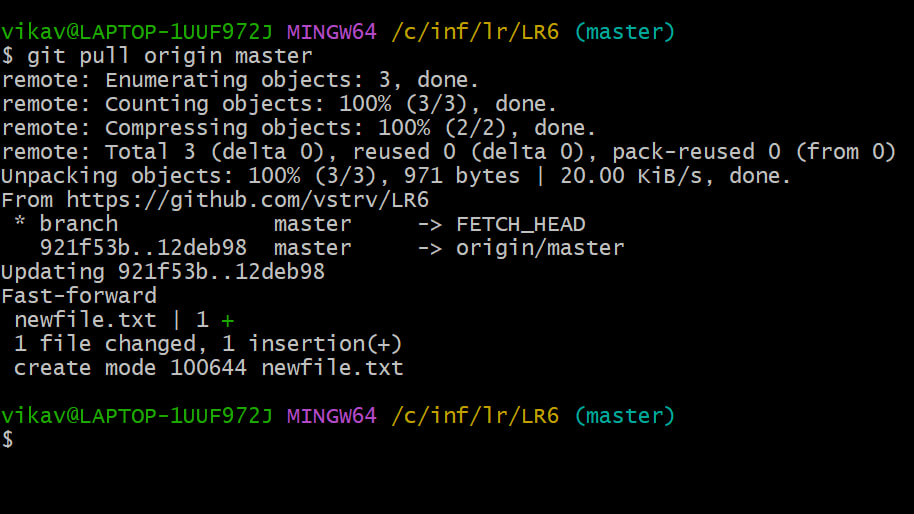 vikav@LAPTOP-1UUF972J MINGW64 /c/inf/lr/LR6 (master)
$ git pull origin master
remote: Enumerating objects: 3, done.
remote: Counting objects: 100% (3/3), done.
remote: Compressing objects: 100% (2/2), done.
remote: Total 3 (delta 0), reused 0 (delta 0), pack-reused 0 (from 0)
Unpacking objects: 100% (3/3), 971 bytes | 20.00 KiB/s, done.
From https://github.com/vstrv/LR6
 * branch            master     -> FETCH_HEAD
   921f53b..12deb98  master     -> origin/master
Updating 921f53b..12deb98
Fast-forward
 newfile.txt | 1 +
 1 file changed, 1 insertion(+)
 create mode 100644 newfile.txt
vikav@LAPTOP-1UUF972J MINGW64 /c/inf/lr/LR6 (master)
$